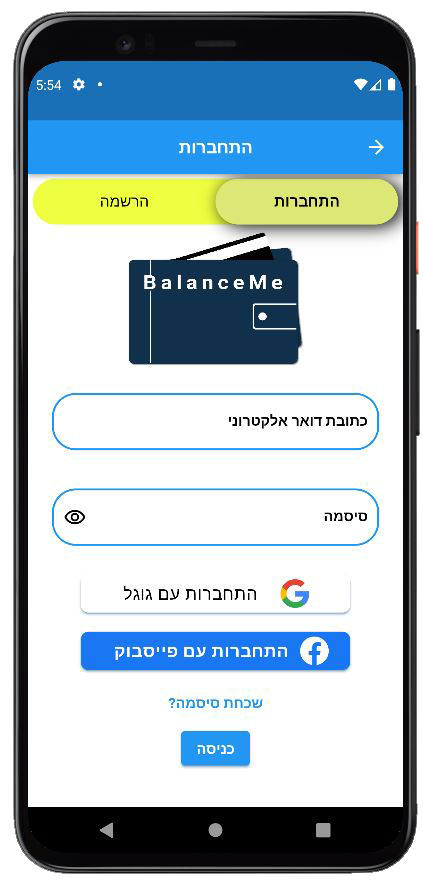 5:54
התחברות
התחברות
הרשמה
BalanceMe
כתובת דואר אלקטרוני
סיסמה
התחברות עם גוגל
התחברות עם פייסבוק
שכחת סיסמה?
כניסה